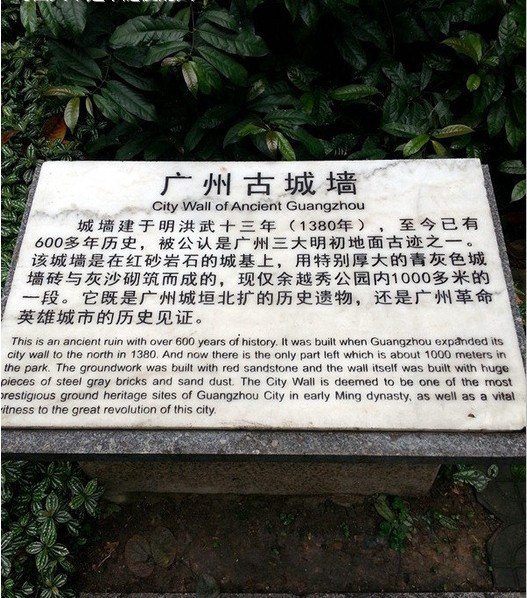 广州古城墙
City Wall of Ancient Guangzhou
城墙建于明洪武十三年（1380年），至今已有
600多年历史，被公认是广州三大明初地面古迹之一。
该城墙是在红砂岩石的城基上，用特别厚大的青灰色城
墙砖与灰沙砌筑而成的，现仅余越秀公园内1000多米的
一段。它既是广州城垣北扩的历史遗物，还是广州革命
英雄城市的历史见证。
This is an ancient ruin with over 600 years of history. It was built when Guangzhou expanded its
city wall to the north in 1380. And now there is the only part left which is about 1000 meters in
the park. The groundwork was built with red sandstone and the wall itself was built with huge
pieces of steel gray bricks and sand dust. The City Wall is deemed to be one of the most
prestigious ground heritage sites of Guangzhou City in early Ming dynasty, as well as a vital
itness to the great revolution of this city.